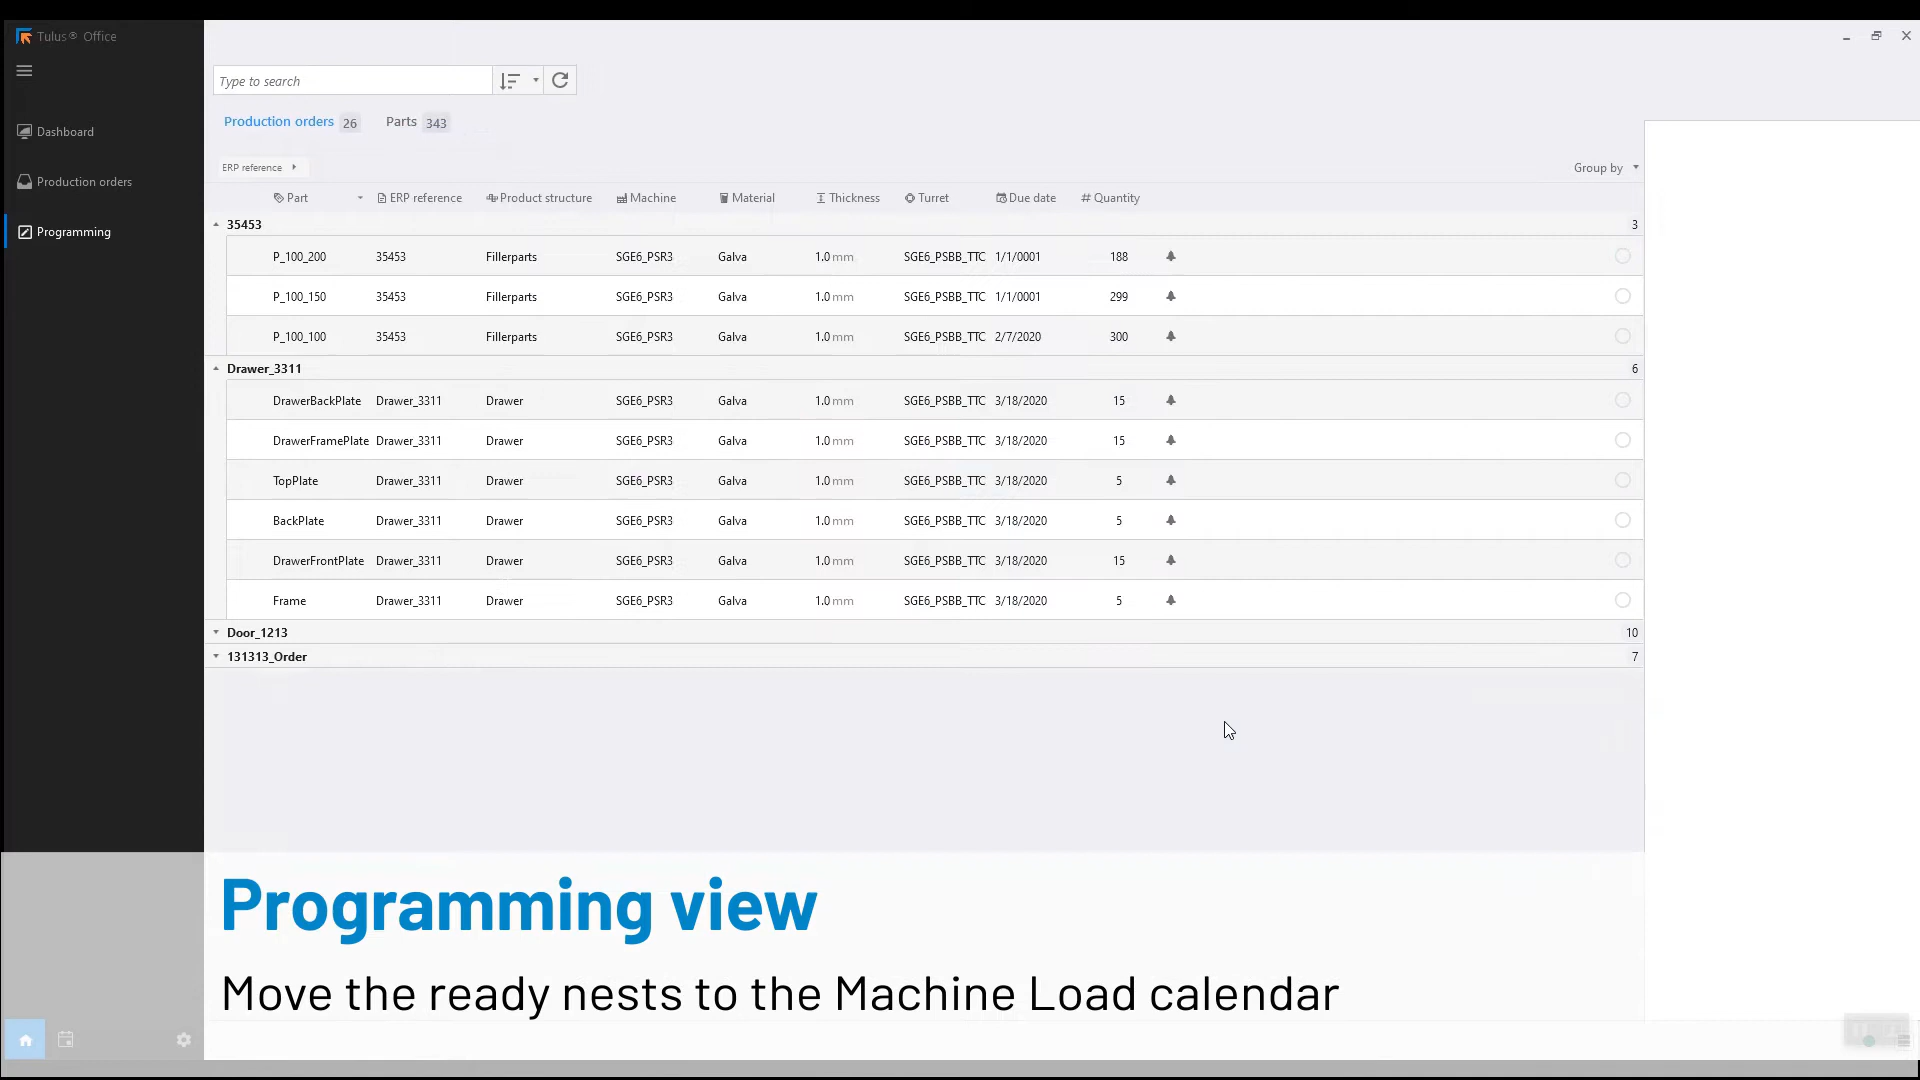 Tulus® Office
Type to search
Dashboard
Production orders 26 Parts 343
ERP reference
Group by
Production orders
Part ERP reference Product structure Machine Material Thickness Turret Due date # Quantity
Programming
35453 3
P_100_200 35453 Fillerparts SGE6_PSR3 Galva 1.0 mm SGE6_PSBB_TTC 1/1/0001 188
P_100_150 35453 Fillerparts SGE6_PSR3 Galva 1.0 mm SGE6_PSBB_TTC 1/1/0001 299
P_100_100 35453 Fillerparts SGE6_PSR3 Galva 1.0 mm SGE6_PSBB_TTC 2/7/2020 300
Drawer_3311 6
DrawerBackPlate Drawer_3311 Drawer SGE6_PSR3 Galva 1.0 mm SGE6_PSBB_TTC 3/18/2020 15
DrawerFramePlate Drawer_3311 Drawer SGE6_PSR3 Galva 1.0 mm SGE6_PSBB_TTC 3/18/2020 15
TopPlate Drawer_3311 Drawer SGE6_PSR3 Galva 1.0 mm SGE6_PSBB_TTC 3/18/2020 5
BackPlate Drawer_3311 Drawer SGE6_PSR3 Galva 1.0 mm SGE6_PSBB_TTC 3/18/2020 5
DrawerFrontPlate Drawer_3311 Drawer SGE6_PSR3 Galva 1.0 mm SGE6_PSBB_TTC 3/18/2020 15
Frame Drawer_3311 Drawer SGE6_PSR3 Galva 1.0 mm SGE6_PSBB_TTC 3/18/2020 5
Door_1213 10
131313_Order 7
Programming view
Move the ready nests to the Machine Load calendar